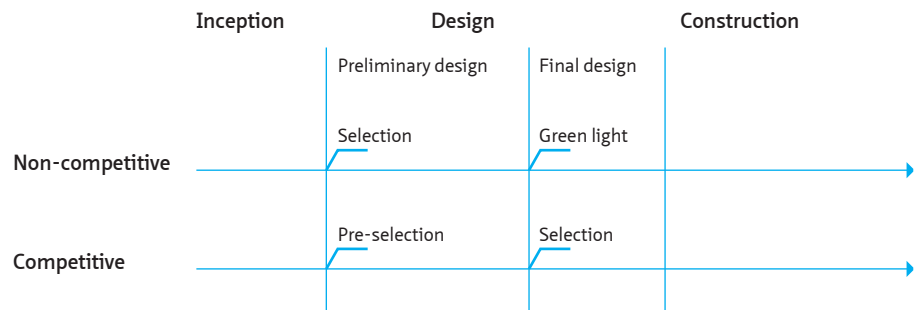 Inception Design Construction
Preliminary design Final design
Selection Green light
Non-competitive
Pre-selection Selection
Competitive